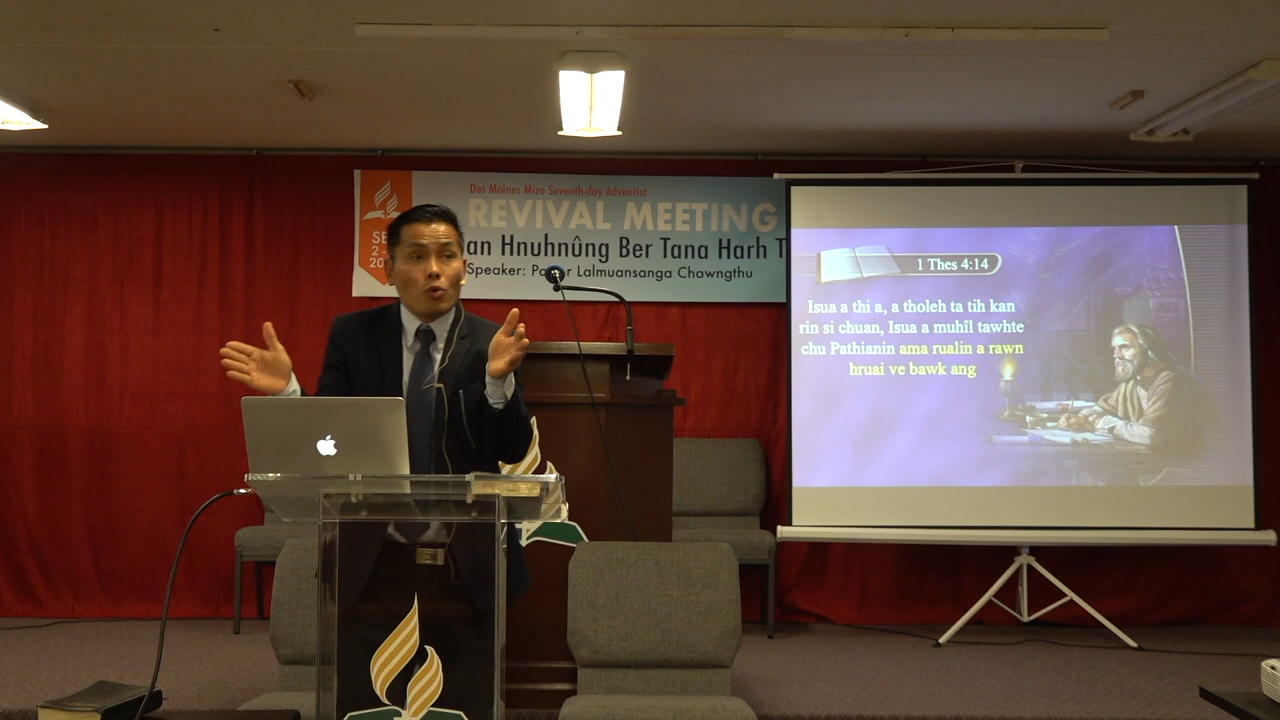 Des Moines Mizo Seventh-day Adventist
REVIVAL MEETING
Hnuhnûng Ber Tana Harh
Speaker: Lalmuansanga Chawngthu
1 Thes 4:14
Isua a thi a, a tholeh ta tih kan
rin si chuan, Isua a muhîl tawhte
chu Pathianin ama rualin a rawn
hruai ve bawk ang